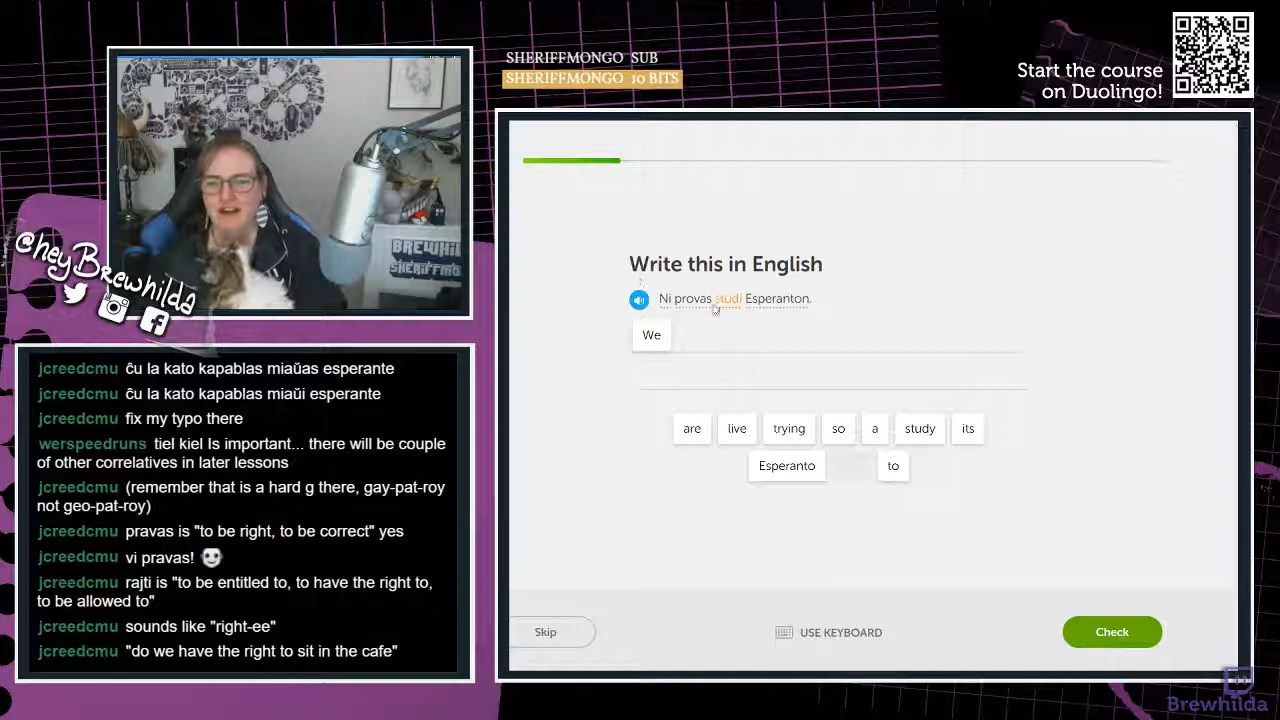 SHERIFFMONGO SUB
SHERIFFMONGO 10 BITS
Start the course
on Duolingo!
@heyBrewhilda
BREWHIL
SHERIFFMO
Write this in English
Ni provas studi Esperanton.
We
are live trying so a study its
Esperanto to
Skip
USE KEYBOARD
Check
jcreedcmu ĉu la kato kapablas miaŭas esperante
jcreedcmu ĉu la kato kapablas miaŭi esperante
jcreedcmu fix my typo there
werspeedruns tiel kiel Is important... there will be couple
of other correlatives in later lessons
jcreedcmu (remember that is a hard g there, gay-pat-roy
not geo-pat-roy)
jcreedcmu pravas is "to be right, to be correct" yes
jcreedcmu vi pravas!
jcreedcmu rajti is "to be entitled to, to have the right to,
to be allowed to"
jcreedcmu sounds like "right-ee"
jcreedcmu "do we have the right to sit in the cafe"
Brewhilda